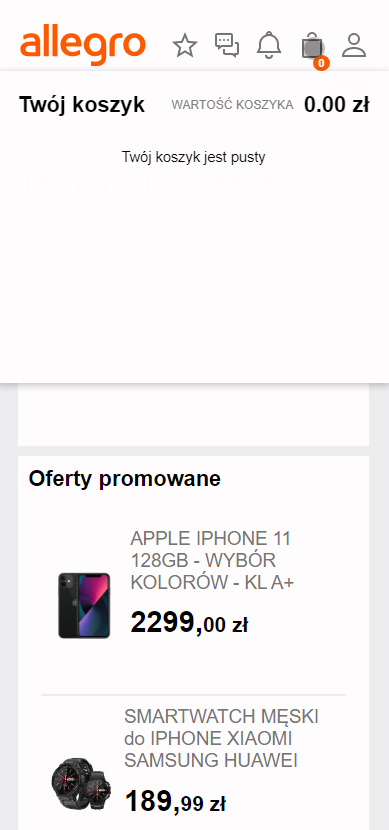 allegro
0
Twój koszyk WARTOŚĆ KOSZYKA 0.00 zł
Twój koszyk jest pusty
Oferty promowane
APPLE IPHONE 11
128GB - WYBÓR
KOLORÓW - KL A+
2299,00 zł
SMARTWATCH MĘSKI
do IPHONE XIAOMI
SAMSUNG HUAWEI
189,99 zł